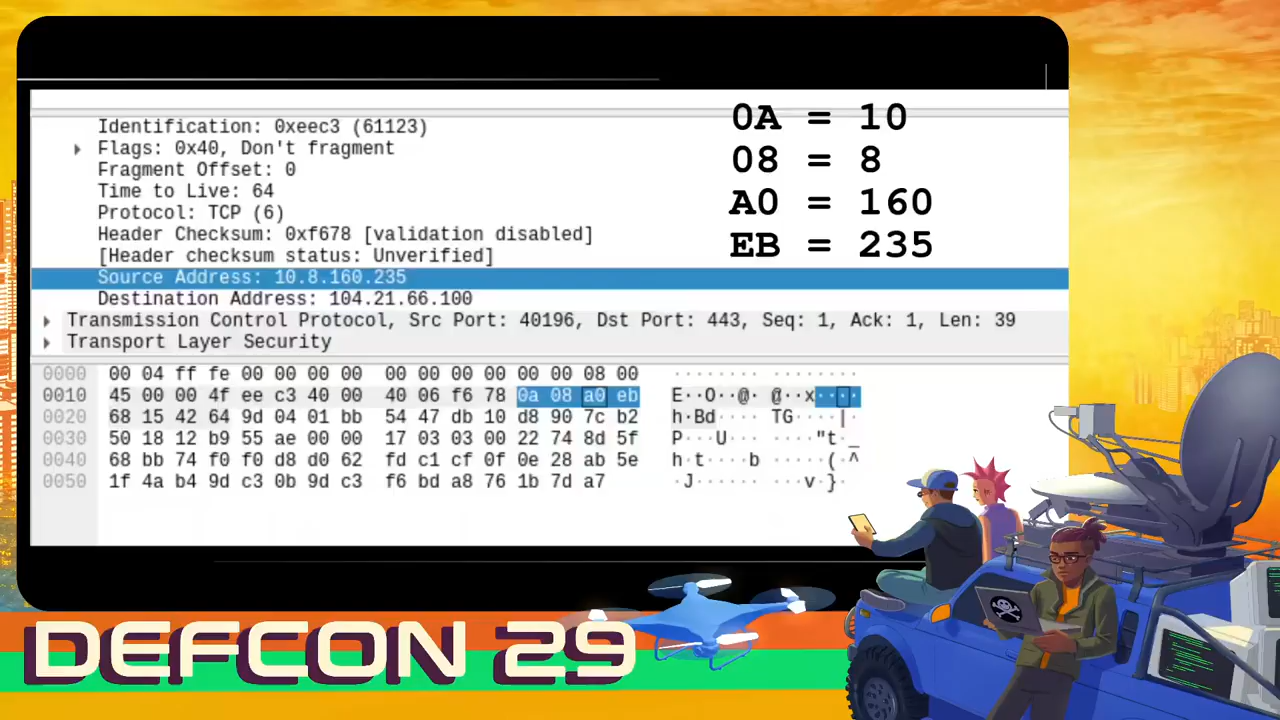 0A = 10
08 = 8
A0 = 160
EB = 235
Identification: 0xeec3 (61123)
Flags: 0x40, Don't fragment
Fragment Offset: 0
Time to Live: 64
Protocol: TCP (6)
Header Checksum: 0xf678 [validation disabled]
[Header checksum status: Unverified]
Source Address: 10.8.160.235
Destination Address: 104.21.66.100
Transmission Control Protocol, Src Port: 40196, Dst Port: 443, Seq: 1, Ack: 1, Len: 39
Transport Layer Security
0000 00 04 ff fe 00 00 00 00 00 00 00 00 00 00 08 00 ········ ········
0010 45 00 00 4f ee c3 40 00 40 06 f6 78 0a 08 a0 eb E··O··@· @··x····
0020 68 15 42 64 9d 04 01 bb 54 47 db 10 d8 90 7c b2 h·Bd···· TG····|·
0030 50 18 12 b9 55 ae 00 00 17 03 03 00 22 74 8d 5f P···U··· ····"t·_
0040 68 bb 74 f0 f0 d8 d0 62 fd c1 cf 0f 0e 28 ab 5e h·t····b ·····(·^
0050 1f 4a b4 9d c3 0b 9d c3 f6 bd a8 76 1b 7d a7 ·J······ ···v·}·
DEFCON 29